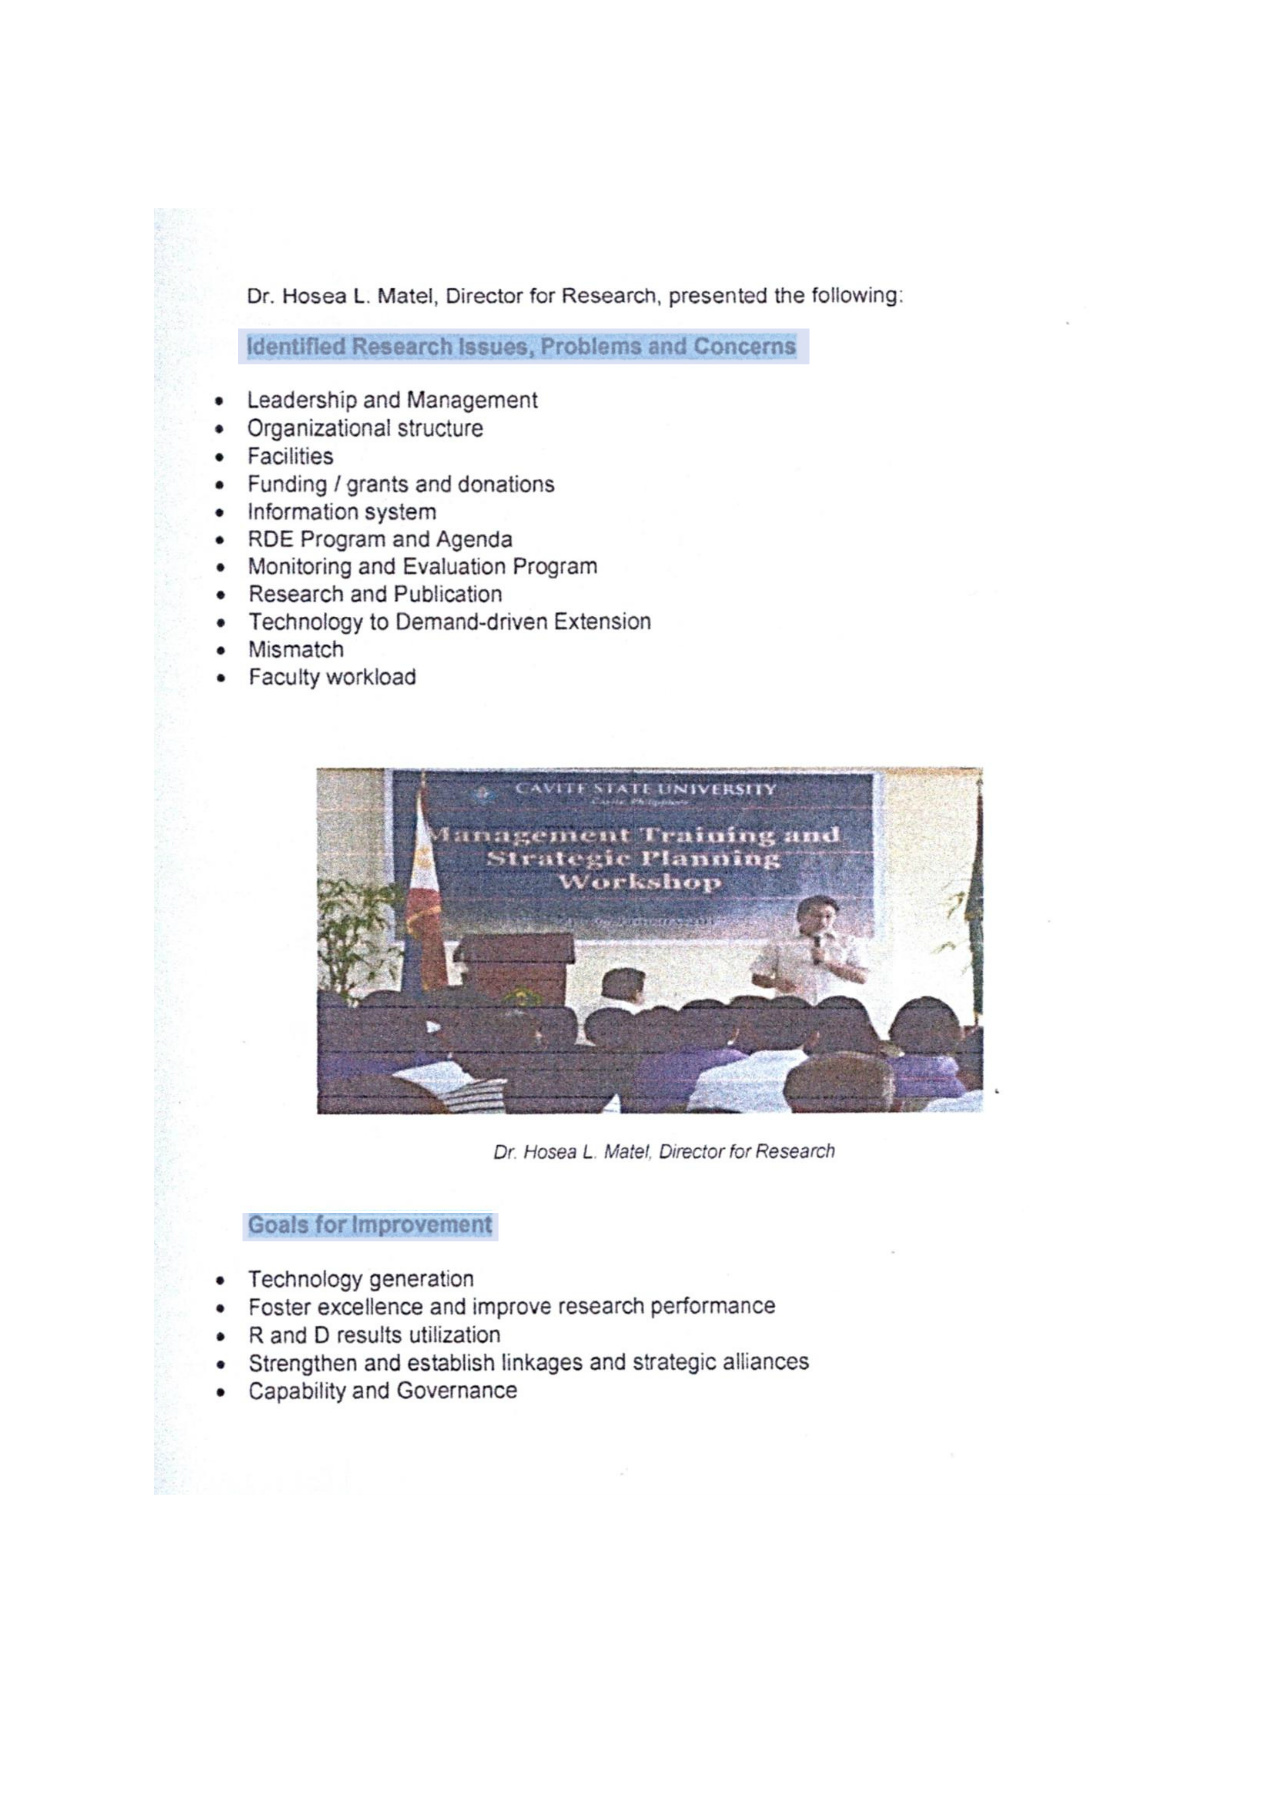 Dr. Hosea L. Matel, Director for Research, presented the following:
Identified Research Issues, Problems and Concerns
• Leadership and Management
• Organizational structure
• Facilities
• Funding / grants and donations
• Information system
• RDE Program and Agenda
• Monitoring and Evaluation Program
• Research and Publication
• Technology to Demand-driven Extension
• Mismatch
• Faculty workload
CAVITE STATE UNIVERSITY
Cavite, Philippines
Management Training and
Strategic Planning
Workshop
Dr. Hosea L. Matel, Director for Research
Goals for Improvement
• Technology generation
• Foster excellence and improve research performance
• R and D results utilization
• Strengthen and establish linkages and strategic alliances
• Capability and Governance